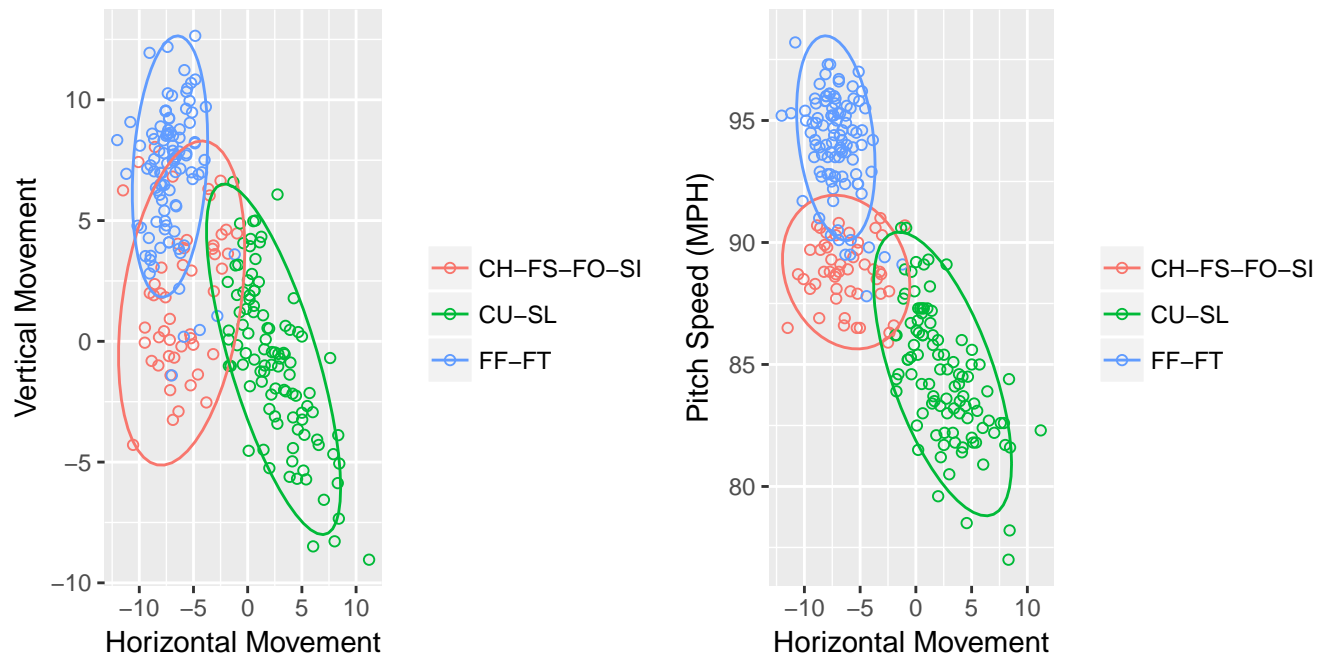 Vertical Movement
10
5
0
−5
−10
−10 −5 0 5 10
Horizontal Movement
CH−FS−FO−SI
CU−SL
FF−FT
Pitch Speed (MPH)
95
90
85
80
−10 −5 0 5 10
Horizontal Movement
CH−FS−FO−SI
CU−SL
FF−FT